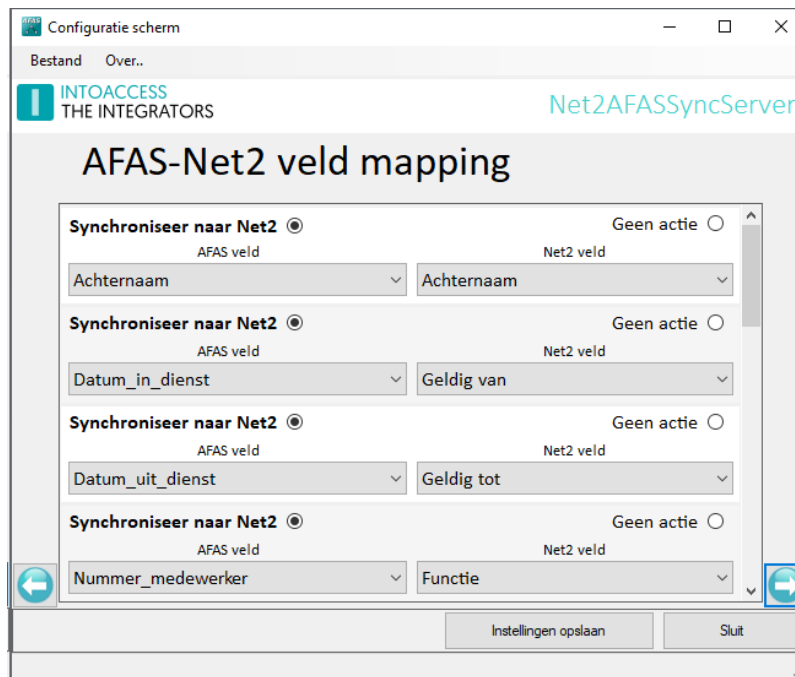 Configuratie scherm
Bestand Over..
INTOACCESS
THE INTEGRATORS
Net2AFASSyncServer
AFAS-Net2 veld mapping
Synchroniseer naar Net2 Geen actie
AFAS veld Net2 veld
Achternaam Achternaam
Synchroniseer naar Net2 Geen actie
AFAS veld Net2 veld
Datum_in_dienst Geldig van
Synchroniseer naar Net2 Geen actie
AFAS veld Net2 veld
Datum_uit_dienst Geldig tot
Synchroniseer naar Net2 Geen actie
AFAS veld Net2 veld
Nummer_medewerker Functie
Instellingen opslaan Sluit